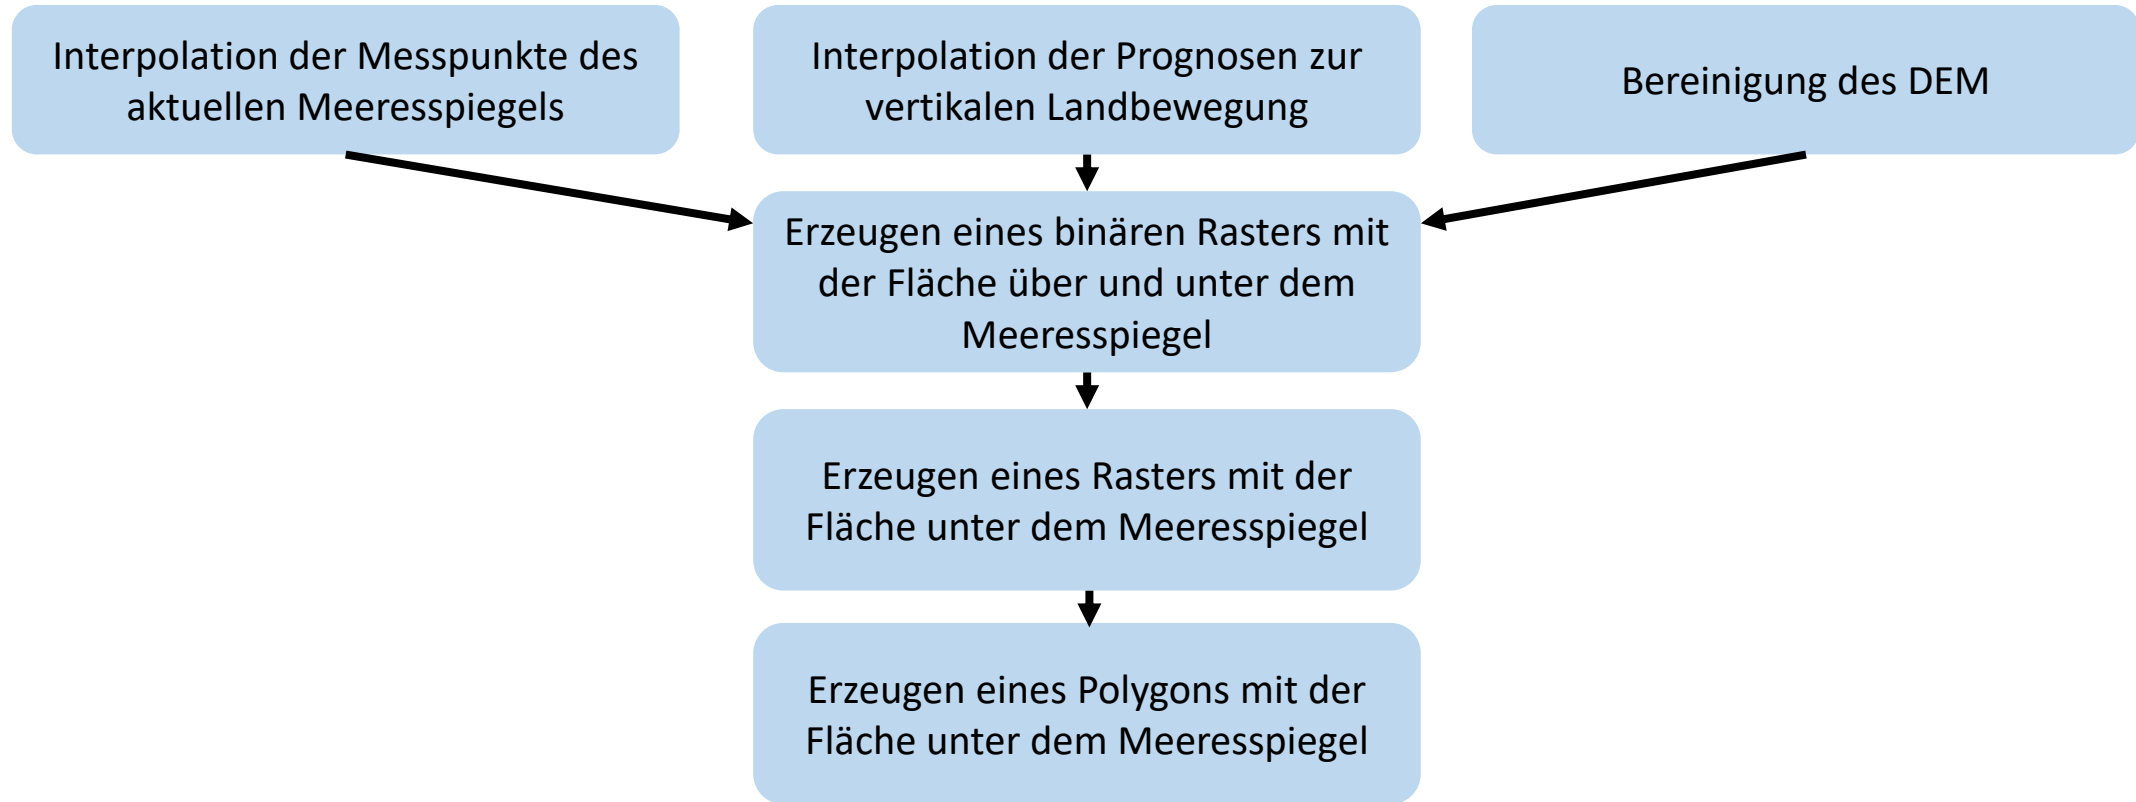 Interpolation der Messpunkte des
aktuellen Meeresspiegels
Interpolation der Prognosen zur
vertikalen Landbewegung
Bereinigung des DEM
Erzeugen eines binären Rasters mit
der Fläche über und unter dem
Meeresspiegel
Erzeugen eines Rasters mit der
Fläche unter dem Meeresspiegel
Erzeugen eines Polygons mit der
Fläche unter dem Meeresspiegel